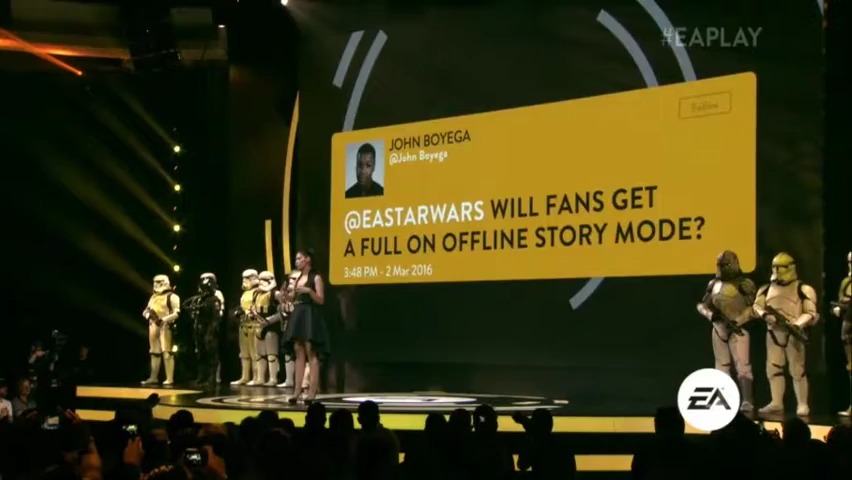 #EAPLAY
Follow
JOHN BOYEGA
@John Boyega
@EASTARWARS WILL FANS GET
A FULL ON OFFLINE STORY MODE?
3:48 PM - 2 Mar 2016
EA